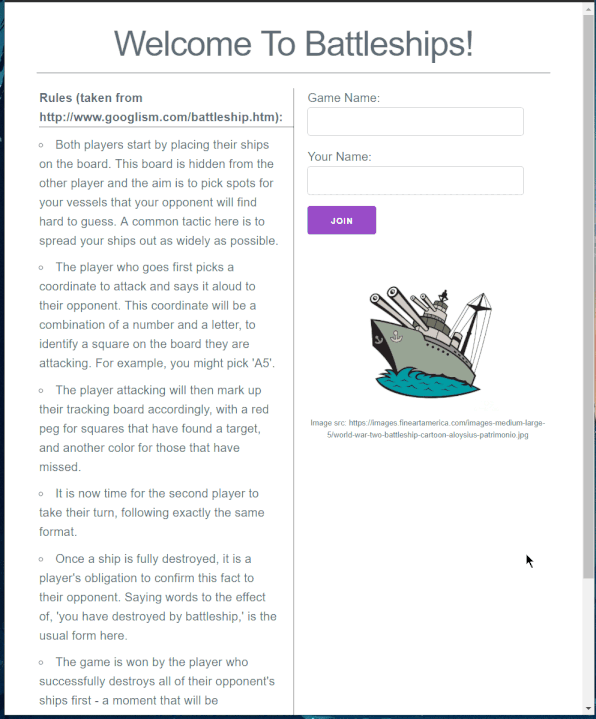 Welcome To Battleships!
Rules (taken from
http://www.googlism.com/battleship.htm):
Both players start by placing their ships
on the board. This board is hidden from the
other player and the aim is to pick spots for
your vessels that your opponent will find
hard to guess. A common tactic here is to
spread your ships out as widely as possible.
The player who goes first picks a
coordinate to attack and says it aloud to
their opponent. This coordinate will be a
combination of a number and a letter, to
identify a square on the board they are
attacking. For example, you might pick 'A5'.
The player attacking will then mark up
their tracking board accordingly, with a red
peg for squares that have found a target,
and another color for those that have
missed.
It is now time for the second player to
take their turn, following exactly the same
format.
Once a ship is fully destroyed, it is a
player's obligation to confirm this fact to
their opponent. Saying words to the effect
of, 'you have destroyed by battleship,' is the
usual form here.
The game is won by the player who
successfully destroys all of their opponent's
ships first - a moment that will be
Game Name:
Your Name:
JOIN
Image src: https://images.fineartamerica.com/images-medium-large-
5/world-war-two-battleship-cartoon-aloysius-patrimonio.jpg